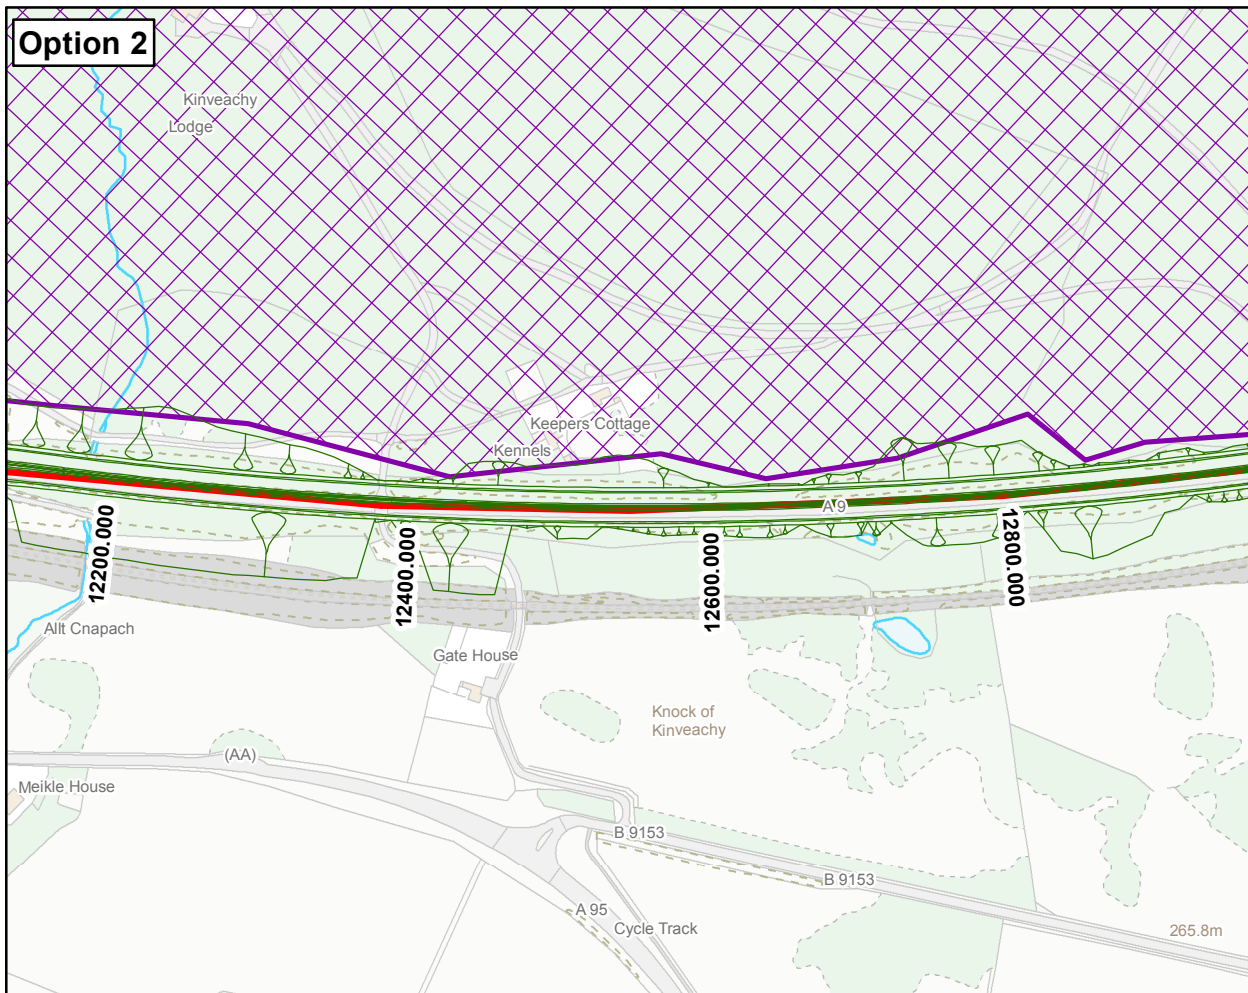 Option 2
Kinveachy
Lodge
Keepers Cottage
Kennels
A 9
12200.000
12400.000
12600.000
12800.000
Allt Cnapach
Gate House
Knock of
Kinveachy
(AA)
Meikle House
B 9153
B 9153
A 95
Cycle Track
265.8m